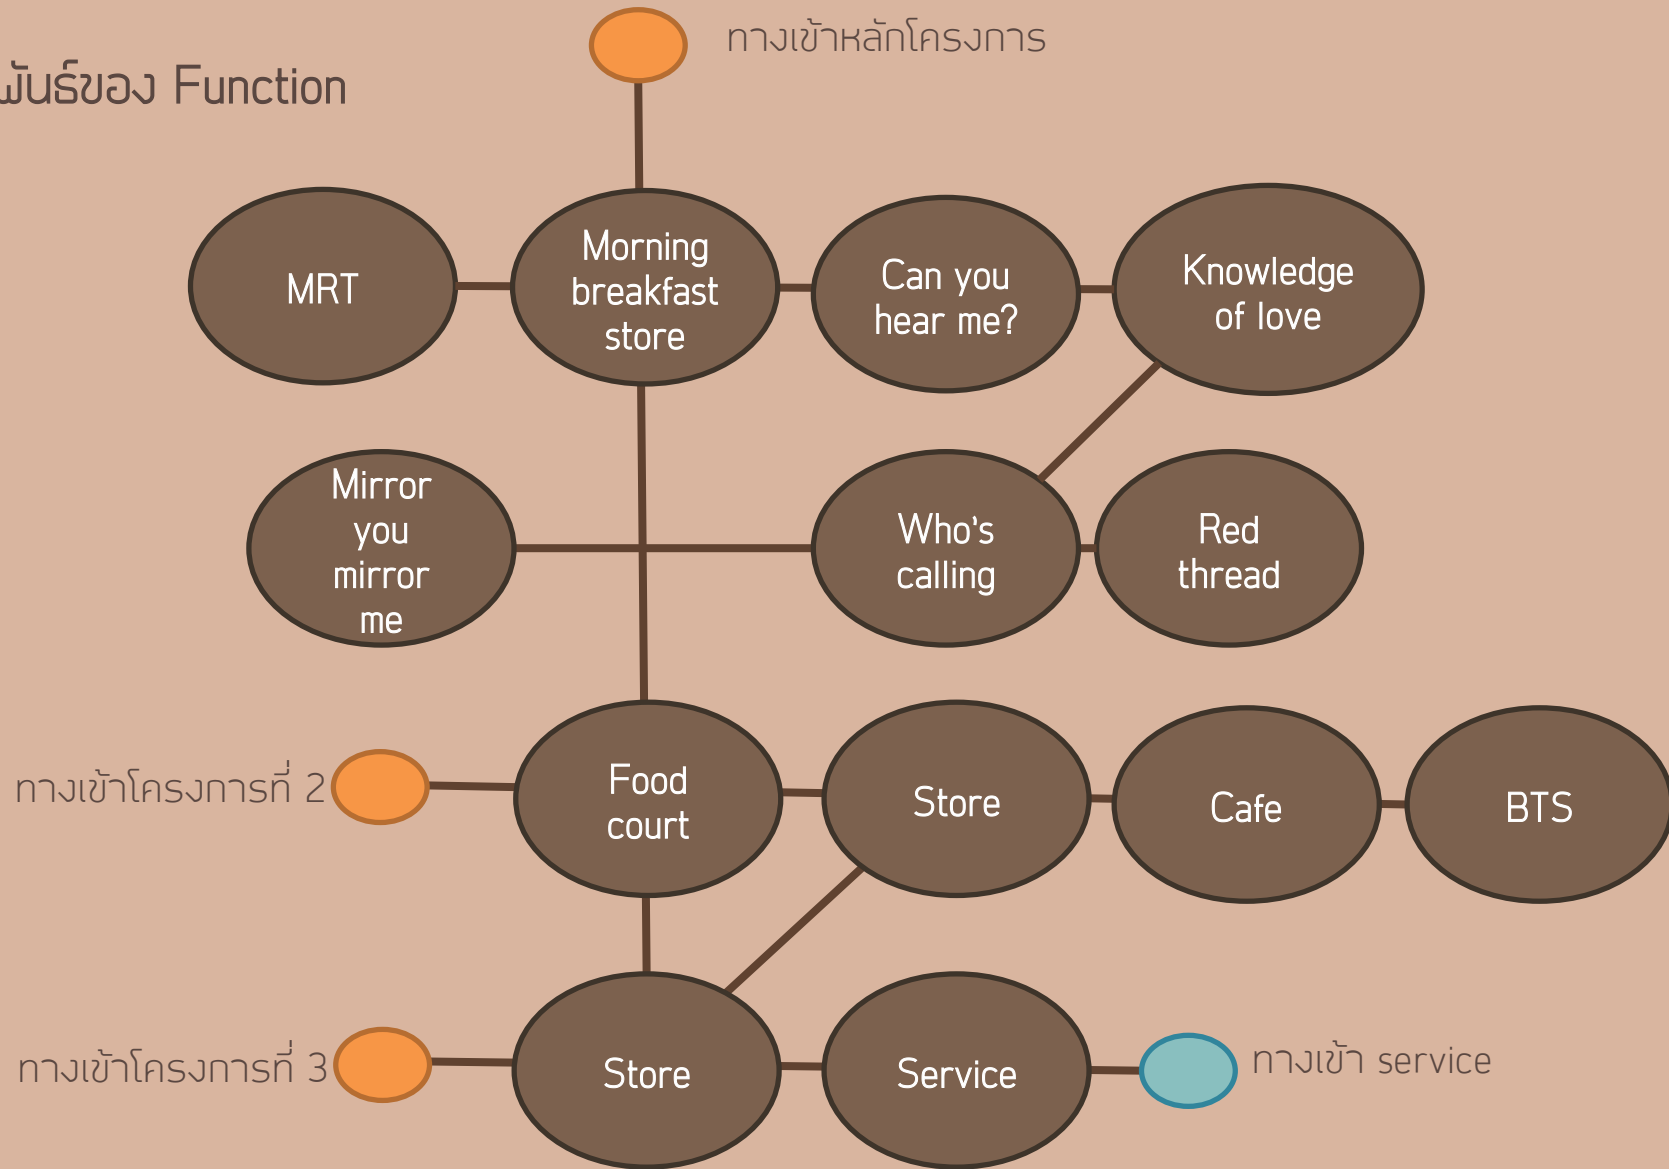 ทางเข้าหลักโครงการ
พันธ์ของ Function
MRT
Morning
breakfast
store
Can you
hear me?
Knowledge
of love
Mirror
you
mirror
me
Who's
calling
Red
thread
ทางเข้าโครงการที่ 2
Food
court
Store
Cafe
BTS
ทางเข้าโครงการที่ 3
Store
Service
ทางเข้า service